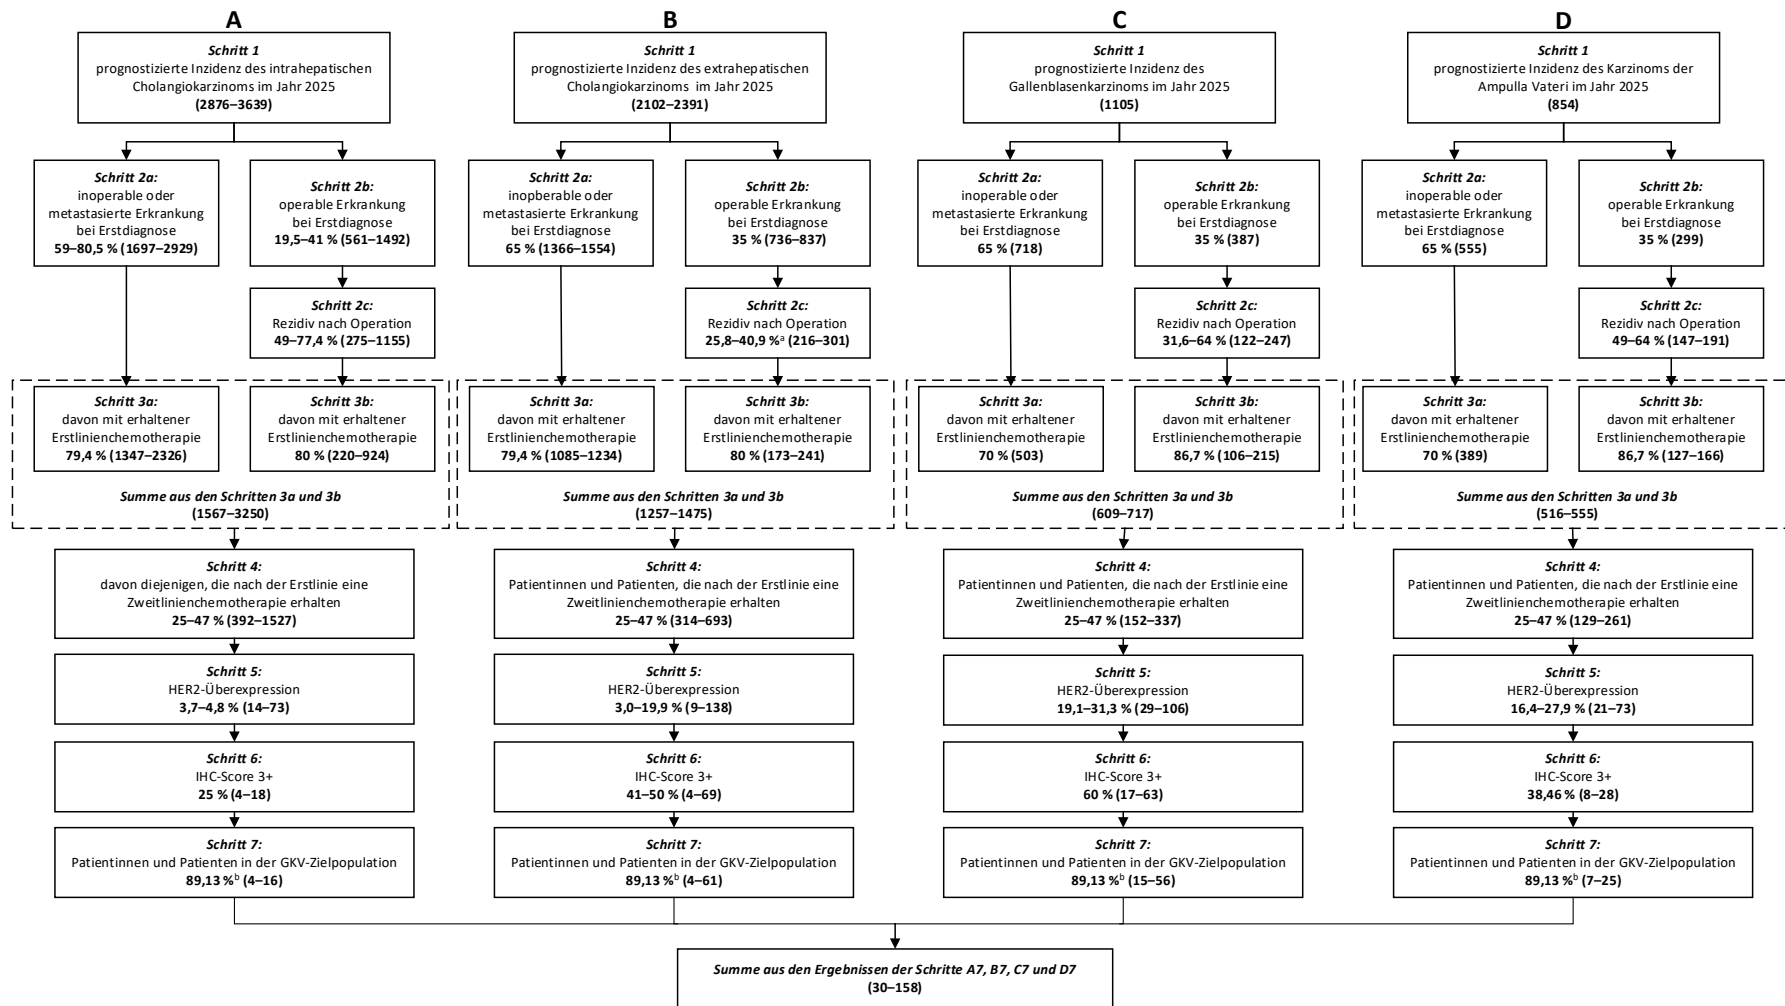 A
Schritt 1
prognostizierte Inzidenz des intrahepatischen
Cholangiokarzinoms im Jahr 2025
(2876–3639)
Schritt 2a:
inoperable oder
metastasierte Erkrankung
bei Erstdiagnose
59–80,5 % (1697–2929)
Schritt 2b:
operable Erkrankung
bei Erstdiagnose
19,5–41 % (561–1492)
Schritt 2c:
Rezidiv nach Operation
49–77,4 % (275–1155)
Schritt 3a:
davon mit erhaltener
Erstlinienchemotherapie
79,4 % (1347–2326)
Schritt 3b:
davon mit erhaltener
Erstlinienchemotherapie
80 % (220–924)
Summe aus den Schritten 3a und 3b
(1567–3250)
Schritt 4:
davon diejenigen, die nach der Erstlinie eine
Zweitlinienchemotherapie erhalten
25–47 % (392–1527)
Schritt 5:
HER2-Überexpression
3,7–4,8 % (14–73)
Schritt 6:
IHC-Score 3+
25 % (4–18)
Schritt 7:
Patientinnen und Patienten in der GKV-Zielpopulation
89,13 %b (4–16)
B
Schritt 1
prognostizierte Inzidenz des extrahepatischen
Cholangiokarzinoms im Jahr 2025
(2102–2391)
Schritt 2a:
inopberable oder
metastasierte Erkrankung
bei Erstdiagnose
65 % (1366–1554)
Schritt 2b:
operable Erkrankung
bei Erstdiagnose
35 % (736–837)
Schritt 2c:
Rezidiv nach Operation
25,8–40,9 %a (216–301)
Schritt 3a:
davon mit erhaltener
Erstlinienchemotherapie
79,4 % (1085–1234)
Schritt 3b:
davon mit erhaltener
Erstlinienchemotherapie
80 % (173–241)
Summe aus den Schritten 3a und 3b
(1257–1475)
Schritt 4:
Patientinnen und Patienten, die nach der Erstlinie eine
Zweitlinienchemotherapie erhalten
25–47 % (314–693)
Schritt 5:
HER2-Überexpression
3,0–19,9 % (9–138)
Schritt 6:
IHC-Score 3+
41–50 % (4–69)
Schritt 7:
Patientinnen und Patienten in der GKV-Zielpopulation
89,13 %b (4–61)
C
Schritt 1
prognostizierte Inzidenz des
Gallenblasenkarzinoms im Jahr 2025
(1105)
Schritt 2a:
inoperable oder
metastasierte Erkrankung
bei Erstdiagnose
65 % (718)
Schritt 2b:
operable Erkrankung
bei Erstdiagnose
35 % (387)
Schritt 2c:
Rezidiv nach Operation
31,6–64 % (122–247)
Schritt 3a:
davon mit erhaltener
Erstlinienchemotherapie
70 % (503)
Schritt 3b:
davon mit erhaltener
Erstlinienchemotherapie
86,7 % (106–215)
Summe aus den Schritten 3a und 3b
(609–717)
Schritt 4:
Patientinnen und Patienten, die nach der Erstlinie eine
Zweitlinienchemotherapie erhalten
25–47 % (152–337)
Schritt 5:
HER2-Überexpression
19,1–31,3 % (29–106)
Schritt 6:
IHC-Score 3+
60 % (17–63)
Schritt 7:
Patientinnen und Patienten in der GKV-Zielpopulation
89,13 %b (15–56)
D
Schritt 1
prognostizierte Inzidenz des Karzinoms der
Ampulla Vateri im Jahr 2025
(854)
Schritt 2a:
inoperable oder
metastasierte Erkrankung
bei Erstdiagnose
65 % (555)
Schritt 2b:
operable Erkrankung
bei Erstdiagnose
35 % (299)
Schritt 2c:
Rezidiv nach Operation
49–64 % (147–191)
Schritt 3a:
davon mit erhaltener
Erstlinienchemotherapie
70 % (389)
Schritt 3b:
davon mit erhaltener
Erstlinienchemotherapie
86,7 % (127–166)
Summe aus den Schritten 3a und 3b
(516–555)
Schritt 4:
Patientinnen und Patienten, die nach der Erstlinie eine
Zweitlinienchemotherapie erhalten
25–47 % (129–261)
Schritt 5:
HER2-Überexpression
16,4–27,9 % (21–73)
Schritt 6:
IHC-Score 3+
38,46 % (8–28)
Schritt 7:
Patientinnen und Patienten in der GKV-Zielpopulation
89,13 %b (7–25)
Summe aus den Ergebnissen der Schritte A7, B7, C7 und D7
(30–158)